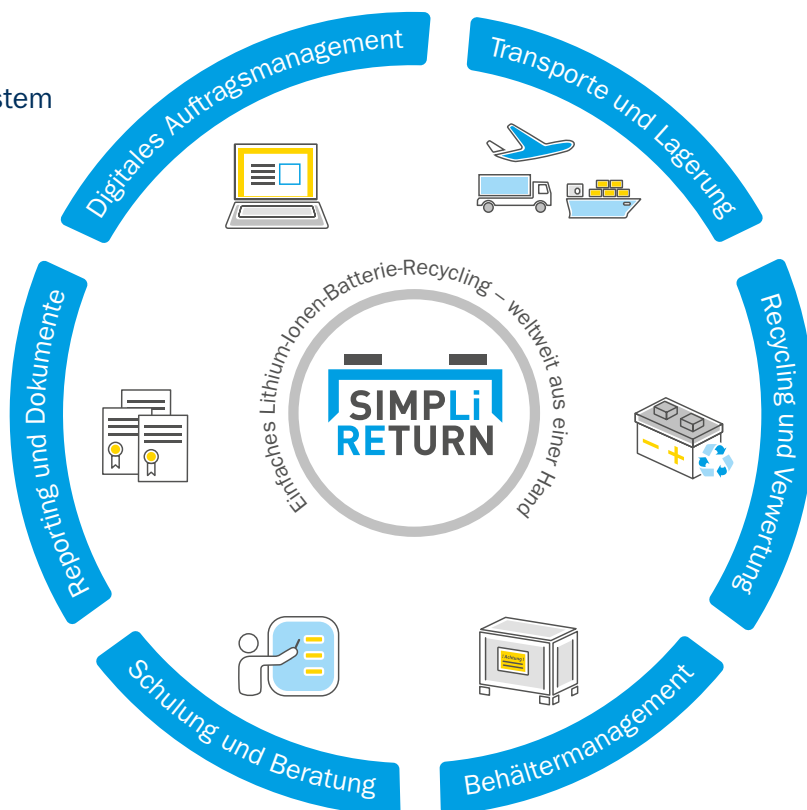 stem
Digitales Auftragsmanagement
Transporte und Lagerung
Recycling und Verwertung
Behältermanagement
Schulung und Beratung
Reporting und Dokumente
Einfaches Lithium-Ionen-Batterie-Recycling – weltweit aus einer Hand
SIMPLi
RETURN
Achtung!